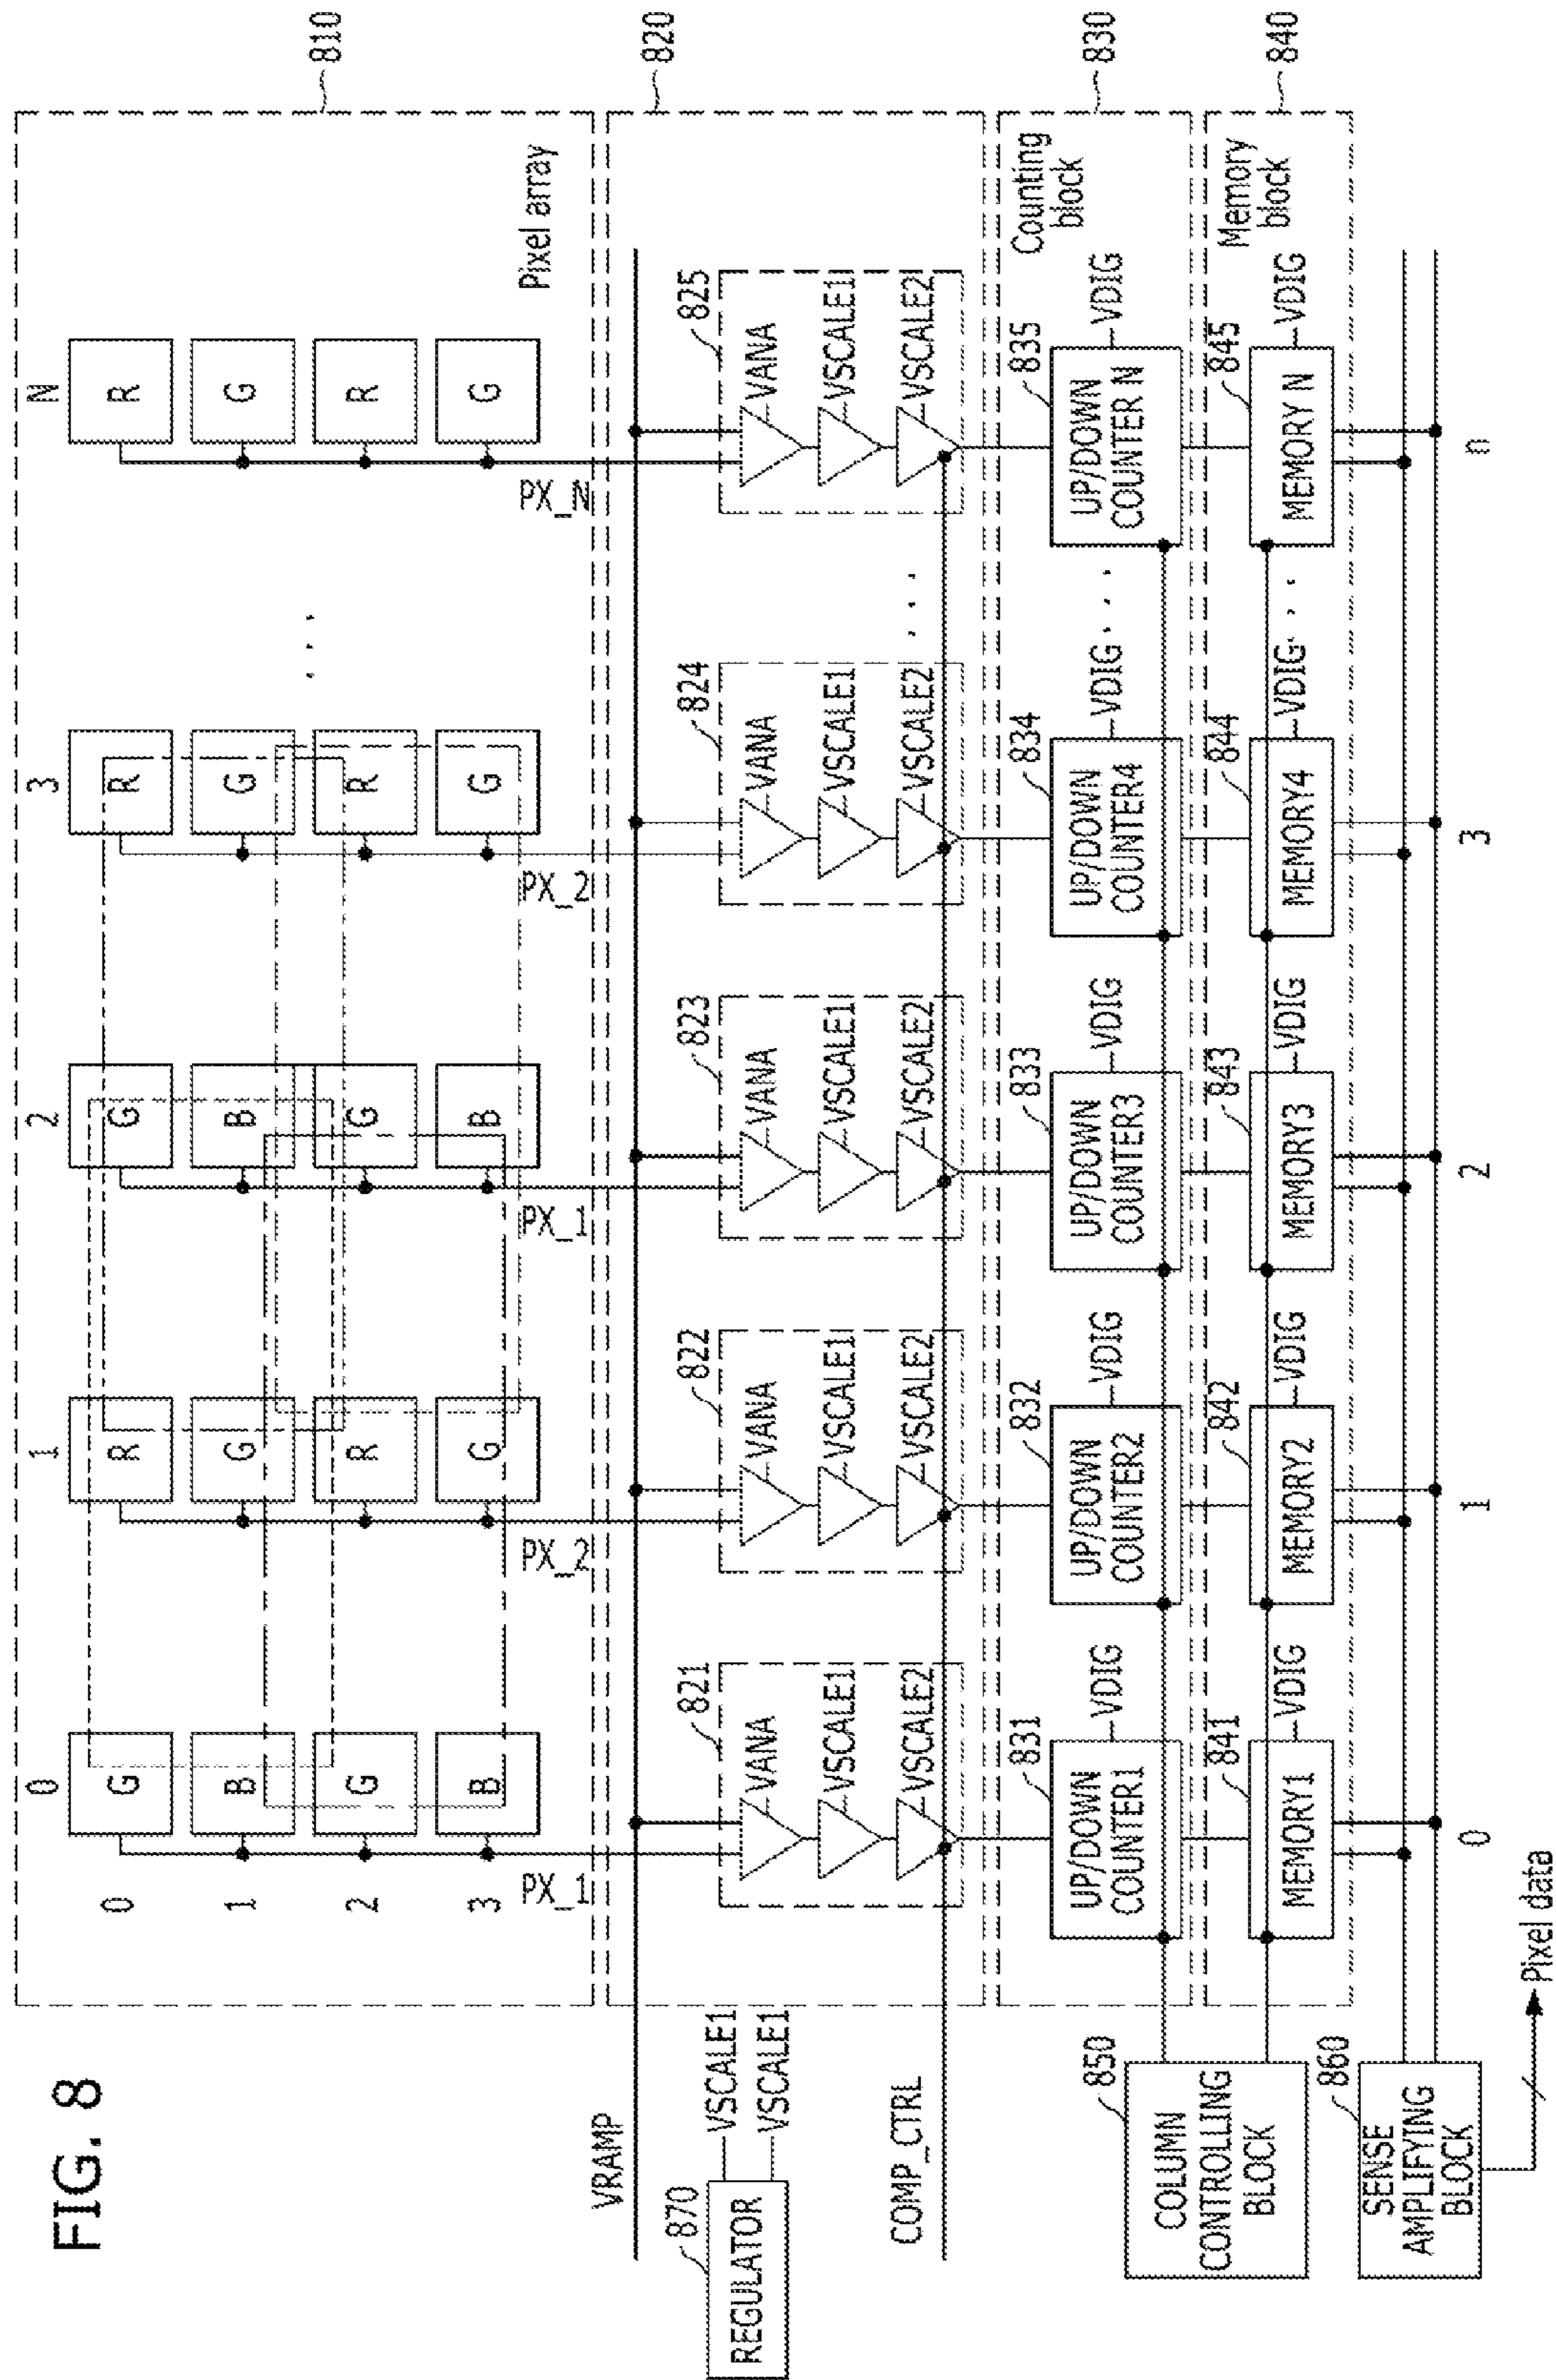 FIG. 8
0
1
2
3
N
0
G
R
G
R
R
1
B
G
B
G
G
2
G
R
G
R
R
3
B
G
B
G
G
. . .
PX_1
PX_2
PX_1
PX_2
PX_N
Pixel array
810
VRAMP
870
REGULATOR
VSCALE1
VSCALE1
821
822
823
824
825
820
VANA
VANA
VANA
VANA
VANA
VSCALE1
VSCALE1
VSCALE1
VSCALE1
VSCALE1
VSCALE2
VSCALE2
VSCALE2
VSCALE2
VSCALE2
. . .
COMP_CTRL
831
832
833
834
835
830
UP/DOWN
COUNTER1
UP/DOWN
COUNTER2
UP/DOWN
COUNTER3
UP/DOWN
COUNTER4
UP/DOWN
COUNTER N
VDIG
VDIG
VDIG
VDIG
. . .
VDIG
Counting
block
850
COLUMN
CONTROLLING
BLOCK
841
842
843
844
845
840
MEMORY1
MEMORY2
MEMORY3
MEMORY4
MEMORY N
VDIG
VDIG
VDIG
VDIG
. . .
VDIG
Memory
block
860
SENSE
AMPLIFYING
BLOCK
0
1
2
3
n
Pixel data